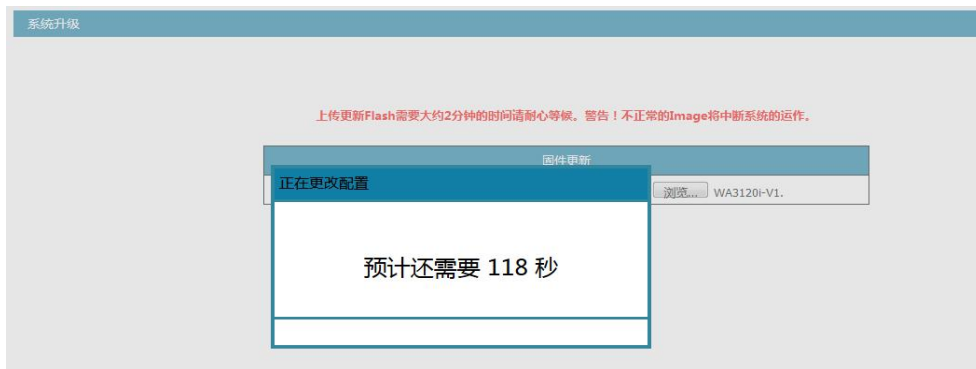 系统升级
上传更新Flash需要大约2分钟的时间请耐心等候。警告！不正常的Image将中断系统的运作。
固件更新
正在更改配置
浏览... WA3120i-V1.
预计还需要 118 秒